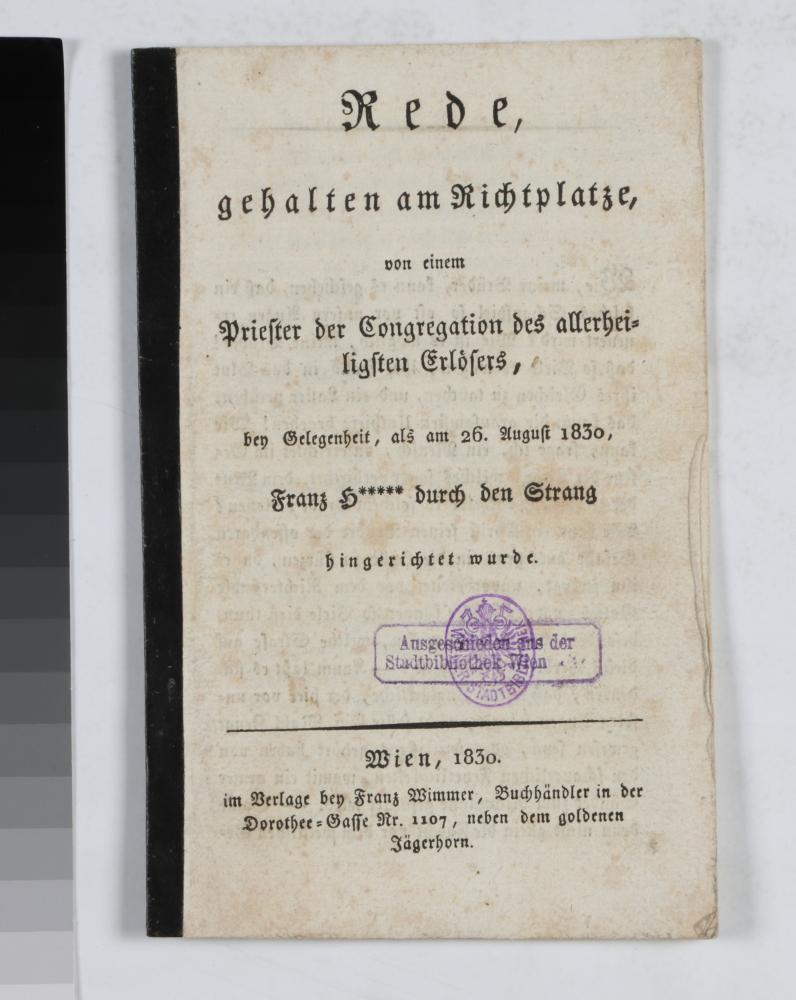 Rede,
gehalten am Richtplatze,
von einem
Priester der Congregation des allerhei-
ligsten Erlösers,
bey Gelegenheit, als am 26. August 1830,
Franz H***** durch den Strang
hingerichtet wurde.
Ausgeschieden aus der
Stadtbibliothek Wien
Wien, 1830.
im Verlage bey Franz Wimmer, Buchhändler in der
Dorothee-Gasse Nr. 1107, neben dem goldenen
Jägerhorn.